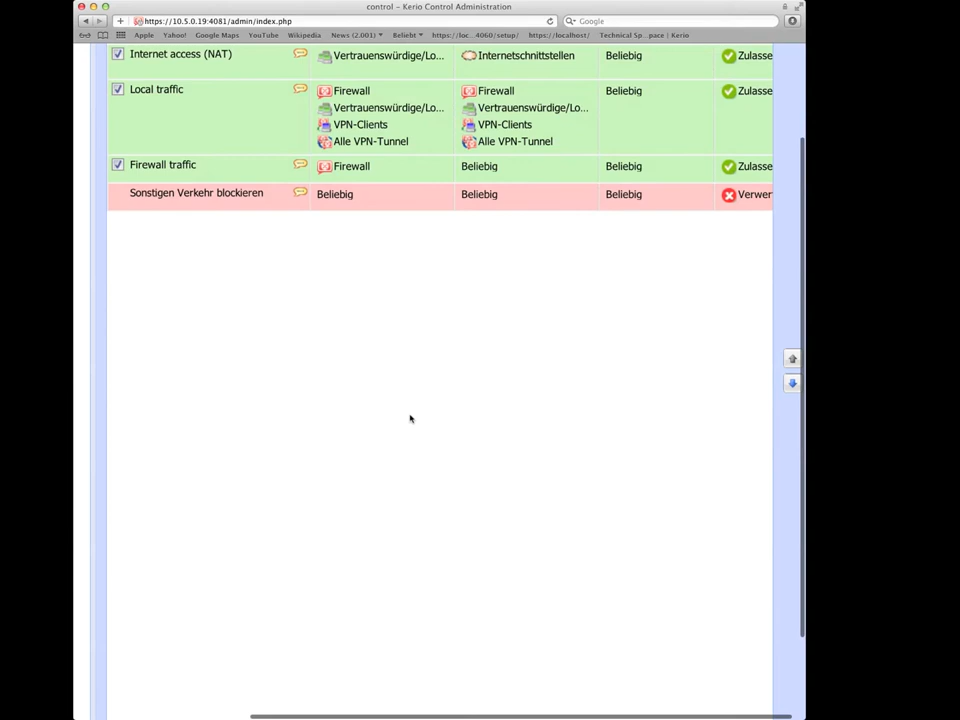 control – Kerio Control Administration
https://10.5.0.19:4081/admin/index.php
Google
Apple Yahoo! Google Maps YouTube Wikipedia News (2.001) Beliebt https://loc...4060/setup/ https://localhost/ Technical Sp...pace | Kerio
Internet access (NAT) Vertrauenswürdige/Lo... Internetschnittstellen Beliebig Zulasse
Local traffic Firewall Firewall Beliebig Zulasse
Vertrauenswürdige/Lo... Vertrauenswürdige/Lo...
VPN-Clients VPN-Clients
Alle VPN-Tunnel Alle VPN-Tunnel
Firewall traffic Firewall Beliebig Beliebig Zulasse
Sonstigen Verkehr blockieren Beliebig Beliebig Beliebig Verwer